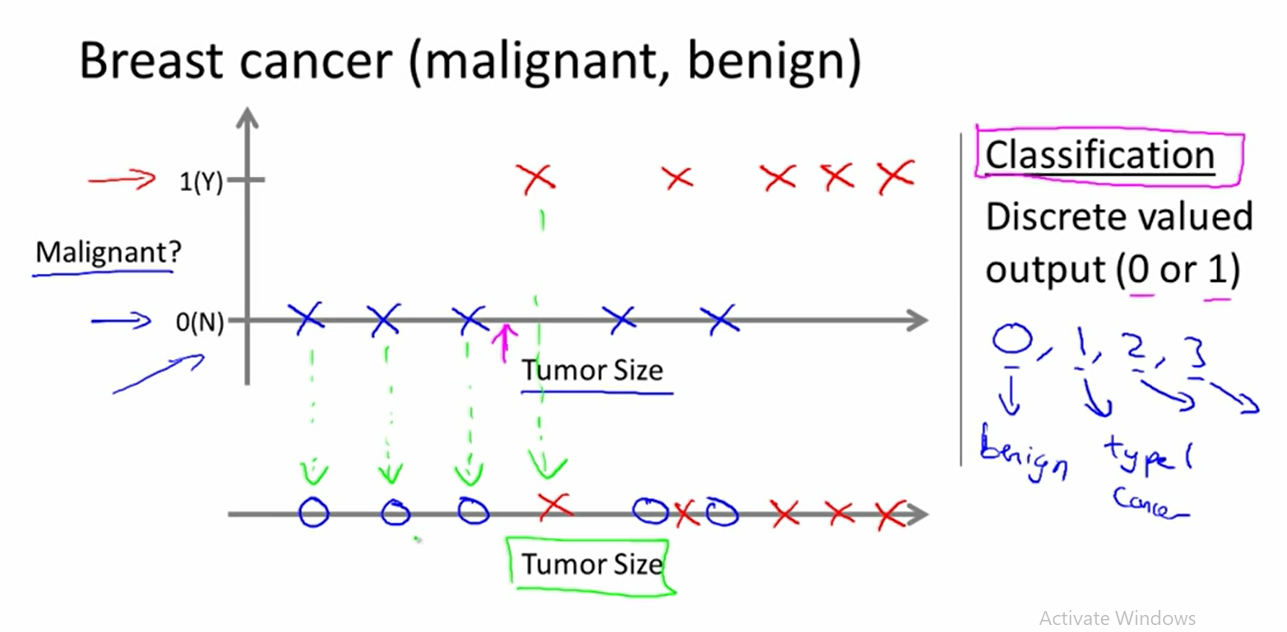 Breast cancer (malignant, benign)
1(Y)
Malignant?
0(N)
Tumor Size
Tumor Size
Classification
Discrete valued
output (0 or 1)
0, 1, 2, 3
benign
type 1
cancer
Activate Windows